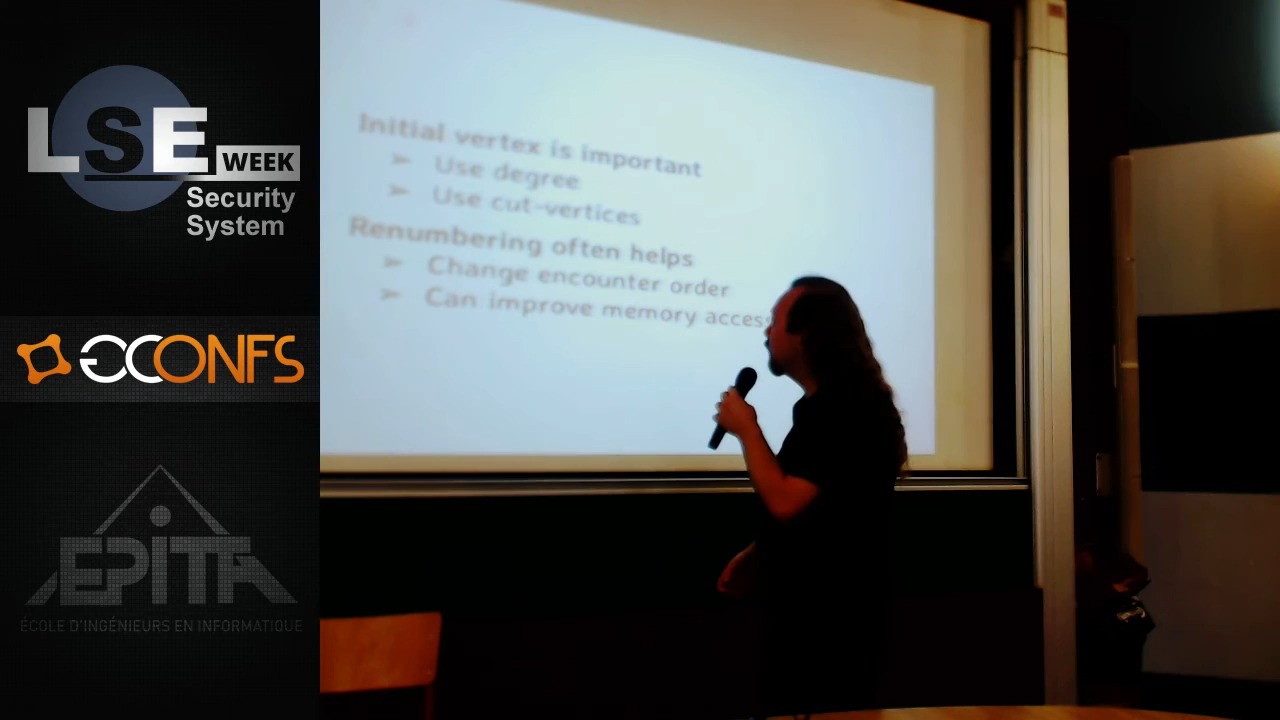 LSE
WEEK
Security
System
GCONFS
EPITA
ÉCOLE D'INGÉNIEURS EN INFORMATIQUE
Initial vertex is important
➤ Use degree
➤ Use cut-vertices
Renumbering often helps
➤ Change encounter order
➤ Can improve memory access